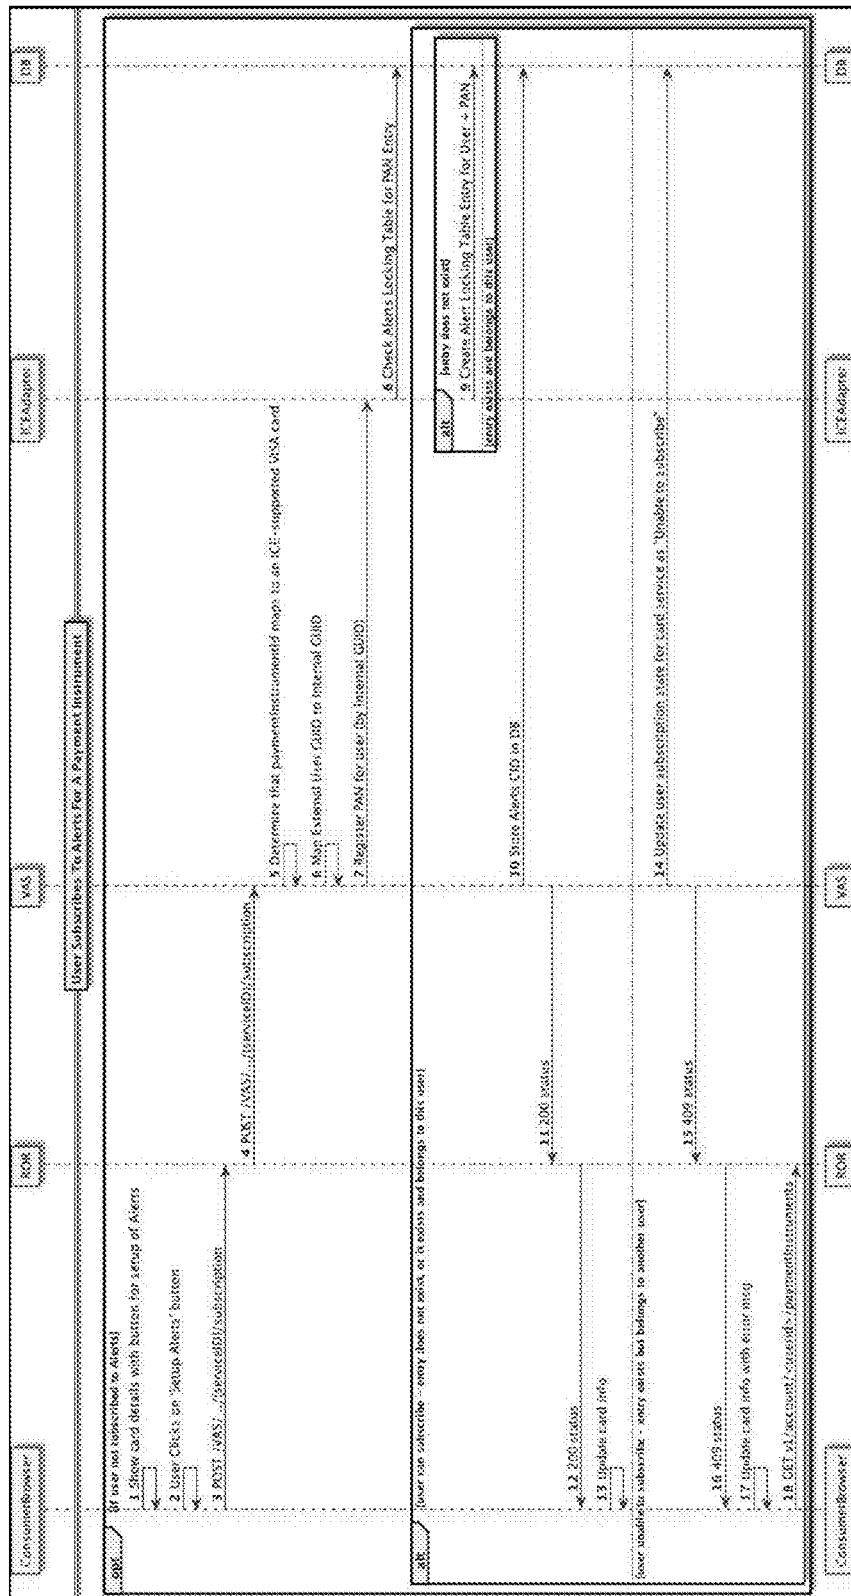 ConsumerBrowser
ROR
VAS
ICEAdapter
DB
User Subscribes To Alerts For A Payment Instrument
opt
[if user not subscribed to Alerts]
1 Show card details with button for setup of Alerts
2 User Clicks on "Setup Alerts" button
3 POST /VAS/.../{serviceID}/subscription
4 POST /VAS/.../{serviceID}/subscription
5 Determine that paymentInstrumentId maps to an ICE-supported VISA card
6 Map External User GUID to Internal GUID
7 Register PAN for user (by Internal GUID)
8 Check Alerts Locking Table for PAN Entry
alt
[user can subscribe - entry does not exist, or it exists and belongs to this user]
alt
[entry does not exist]
9 Create Alert Locking Table Entry for User + PAN
[entry exists and belongs to this user]
10 Store Alerts CID in DB
11 200 status
12 200 status
13 Update card info
[user unable to subscribe - entry exists but belongs to another user]
14 Update user subscription state for card service as "Unable to subscribe"
15 409 status
16 409 status
17 Update card info with error msg
18 GET v1/account/<userid>/paymentInstruments
ConsumerBrowser
ROR
VAS
ICEAdapter
DB